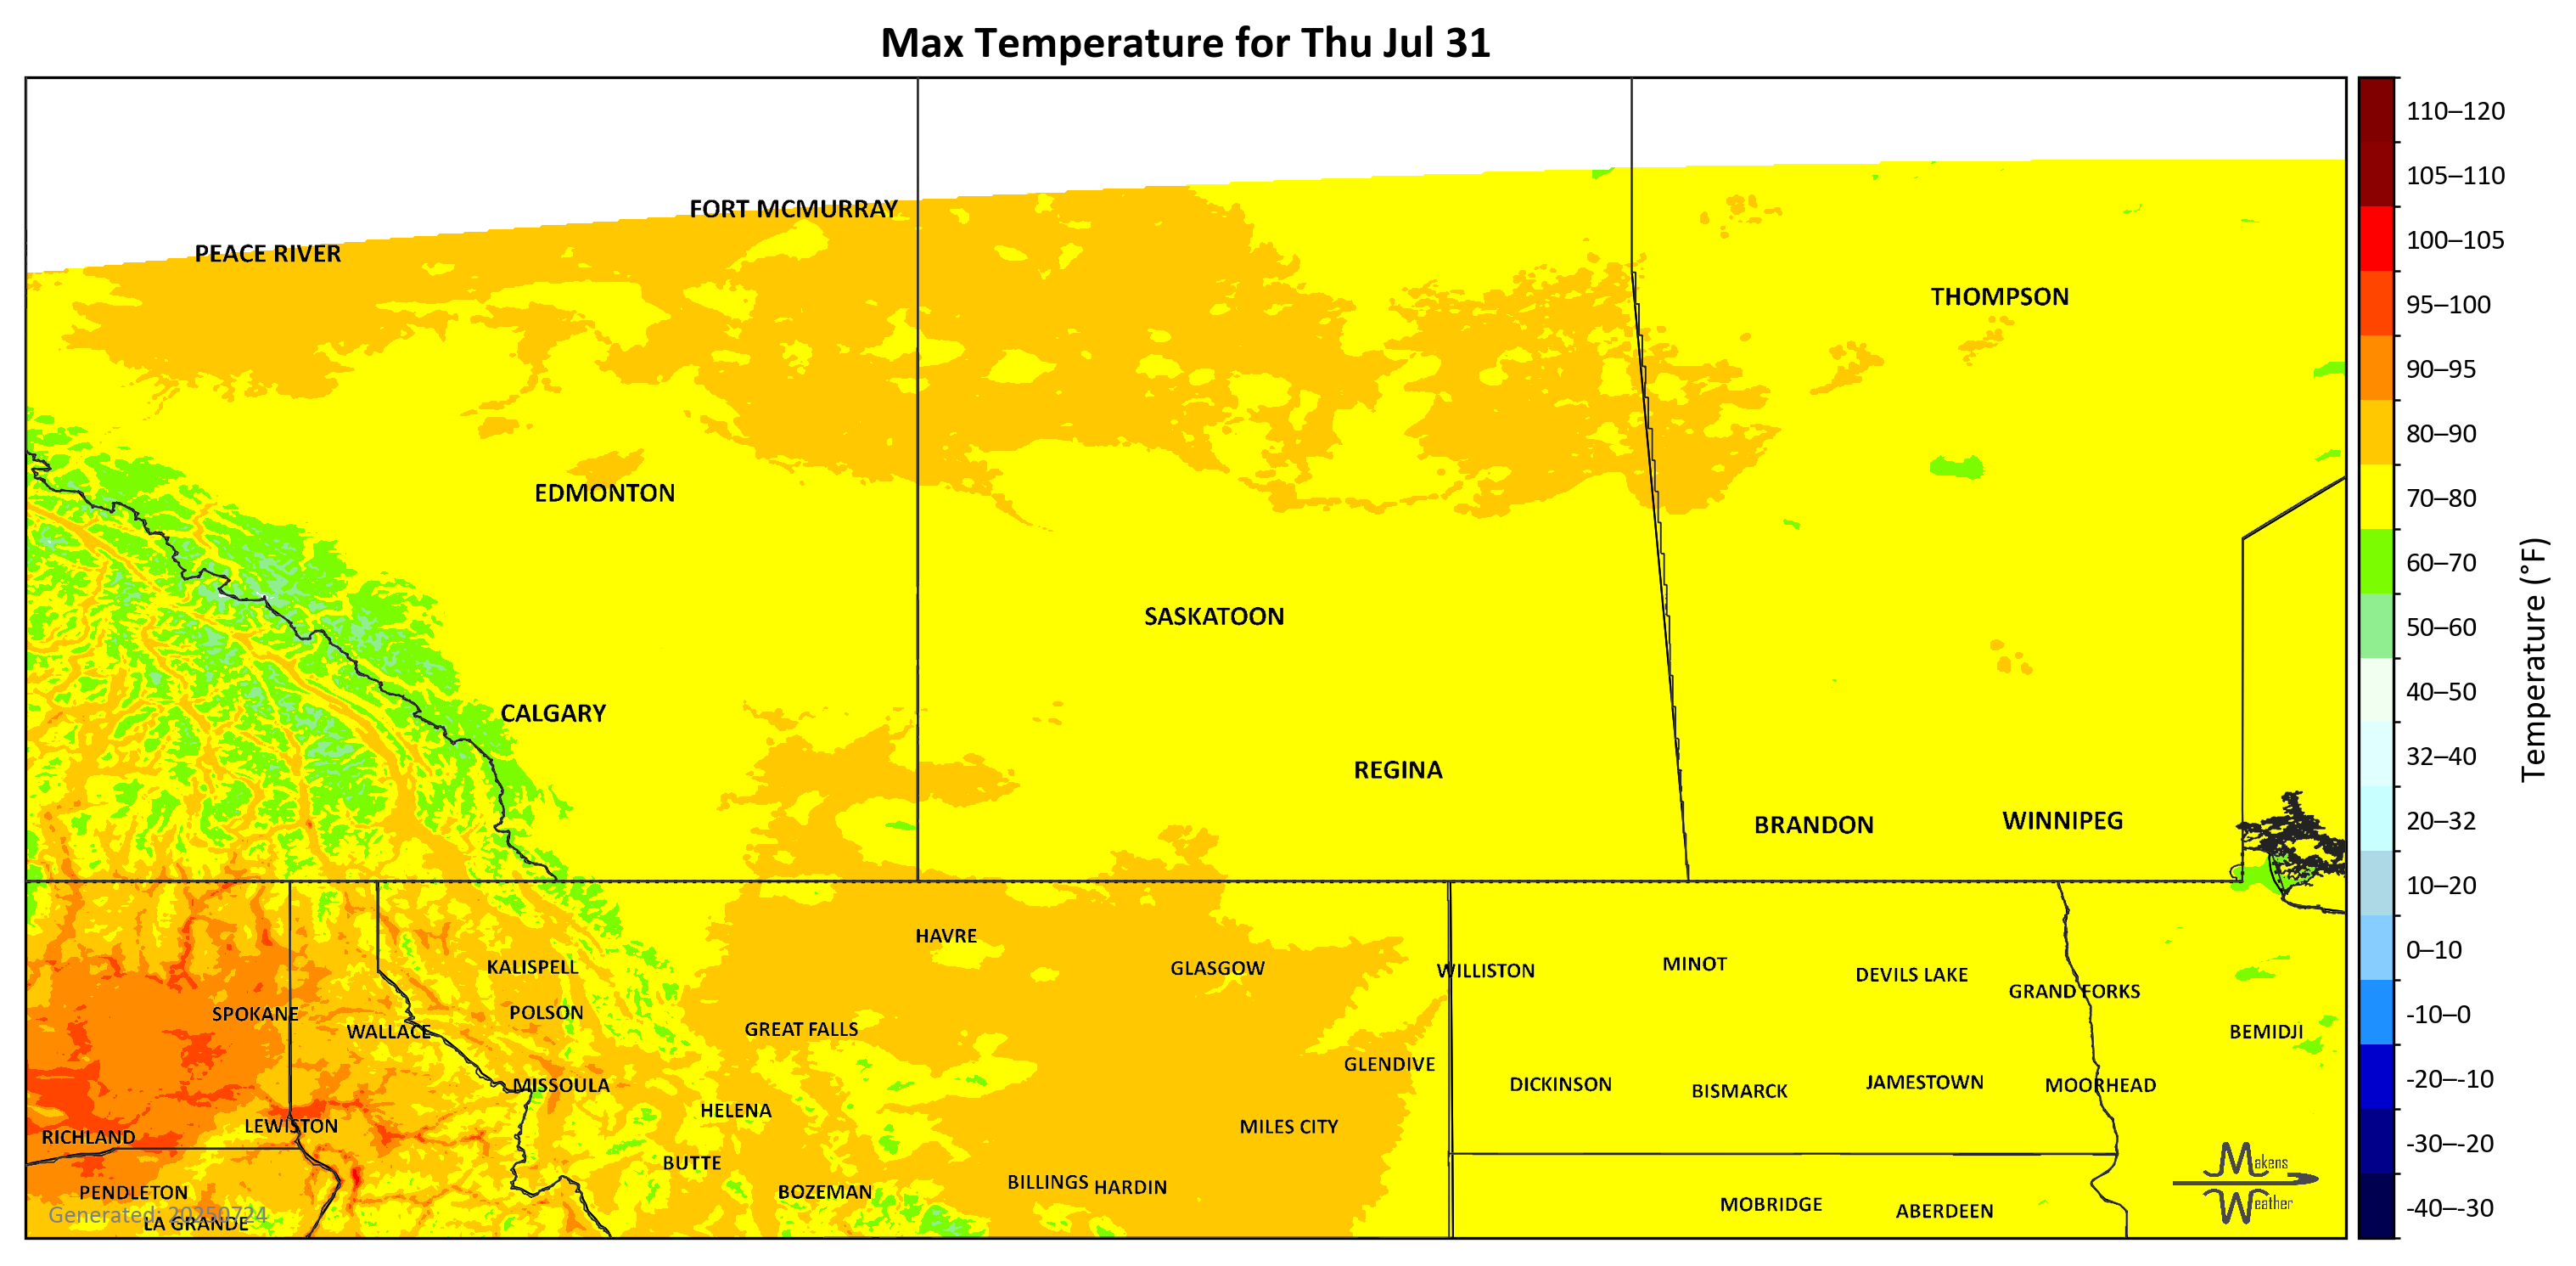 Max Temperature for Thu Jul 31
110–120
105–110
FORT MCMURRAY
100–105
PEACE RIVER
THOMPSON
95–100
90–95
80–90
EDMONTON
70–80
60–70
SASKATOON
50–60
Temperature (°F)
40–50
CALGARY
32–40
REGINA
BRANDON
WINNIPEG
20–32
10–20
HAVRE
0–10
KALISPELL
GLASGOW
WILLISTON
MINOT
DEVILS LAKE
GRAND FORKS
-10–0
SPOKANE
POLSON
WALLACE
GREAT FALLS
BEMIDJI
GLENDIVE
-20–-10
MISSOULA
DICKINSON
BISMARCK
JAMESTOWN
MOORHEAD
HELENA
LEWISTON
MILES CITY
RICHLAND
-30–-20
BUTTE
Makens
Weather
PENDLETON
BOZEMAN
BILLINGS
HARDIN
MOBRIDGE
ABERDEEN
-40–-30
Generated: 20250724
LA GRANDE